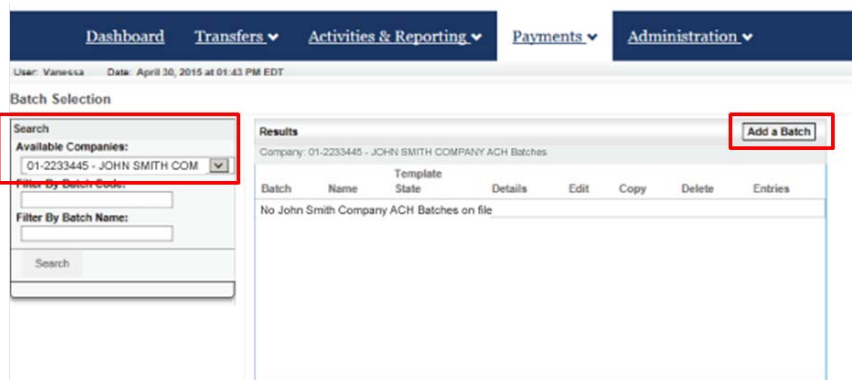 Dashboard Transfers Activities & Reporting Payments Administration
User: Vanessa Date: April 30, 2015 at 01:43 PM EDT
Batch Selection
Search
Available Companies:
01-2233445 - JOHN SMITH COM
Filter By Batch Code:
Filter By Batch Name:
Search
Results
Add a Batch
Company: 01-2233445 - JOHN SMITH COMPANY ACH Batches
Batch Name Template State Details Edit Copy Delete Entries
No John Smith Company ACH Batches on file